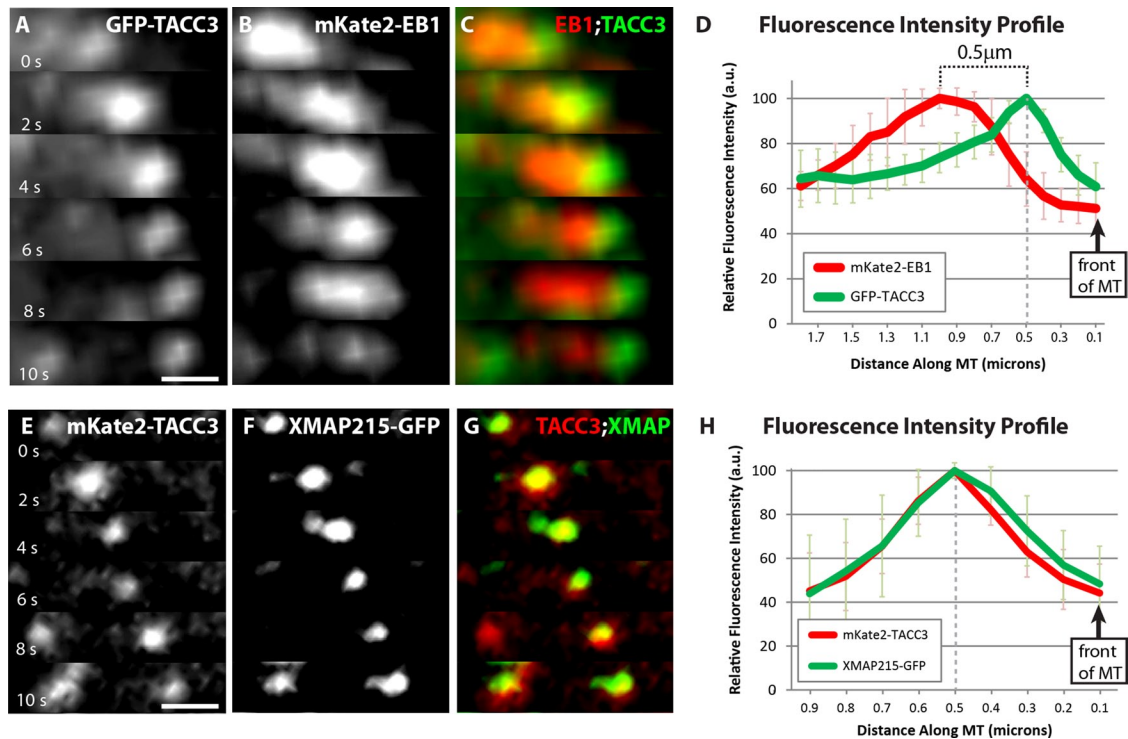 A GFP-TACC3
0 s
2 s
4 s
6 s
8 s
10 s
B mKate2-EB1
C EB1;TACC3
D Fluorescence Intensity Profile
0.5μm
Relative Fluorescence Intensity (a.u.)
100
80
60
40
20
0
mKate2-EB1
GFP-TACC3
front
of MT
1.7 1.5 1.3 1.1 0.9 0.7 0.5 0.3 0.1
Distance Along MT (microns)
E mKate2-TACC3
0 s
2 s
4 s
6 s
8 s
10 s
F XMAP215-GFP
G TACC3;XMAP
H Fluorescence Intensity Profile
Relative Fluorescence Intensity (a.u.)
100
80
60
40
20
0
mKate2-TACC3
XMAP215-GFP
front
of MT
0.9 0.8 0.7 0.6 0.5 0.4 0.3 0.2 0.1
Distance Along MT (microns)